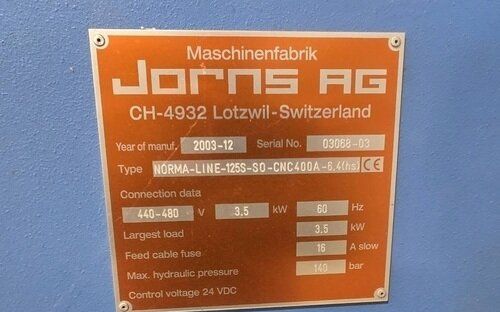 Maschinenfabrik
Jorns AG
CH-4932 Lotzwil-Switzerland
Year of manuf. 2003-12 Serial No. 03068-03
Type NORMA-LINE-125S-SO-CNC400A-6,4(hs) CE
Connection data
440-480 V 3.5 kW 60 Hz
Largest load 3.5 kW
Feed cable fuse 16 A slow
Max. hydraulic pressure 140 bar
Control voltage 24 VDC